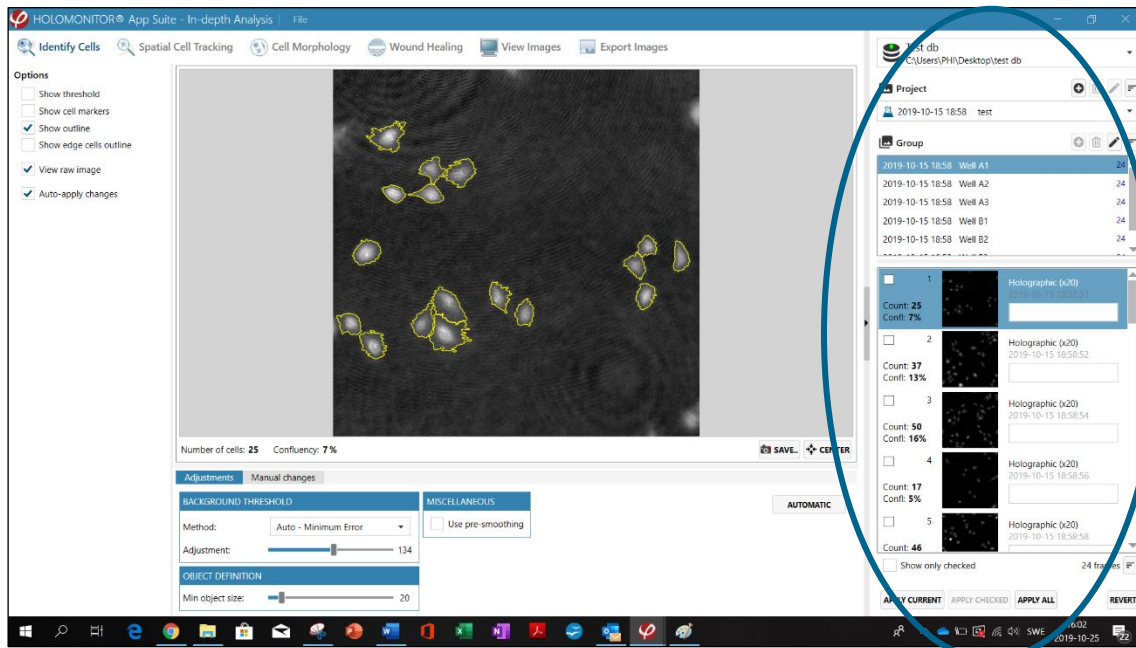 HOLOMONITOR® App Suite - In-depth Analysis File
Identify Cells Spatial Cell Tracking Cell Morphology Wound Healing View Images Export Images
Options
Show threshold
Show cell markers
Show outline
Show edge cells outline
View raw image
Auto-apply changes
Number of cells: 25 Confluency: 7 %
SAVE..
CENTER
Adjustments Manual changes
BACKGROUND THRESHOLD
Method: Auto - Minimum Error
Adjustment: 134
OBJECT DEFINITION
Min object size: 20
MISCELLANEOUS
Use pre-smoothing
AUTOMATIC
Test db
C:\Users\PHI\Desktop\test db
Project
2019-10-15 18:58 test
Group
2019-10-15 18:58 Well A1 24
2019-10-15 18:58 Well A2 24
2019-10-15 18:58 Well A3 24
2019-10-15 18:58 Well B1 24
2019-10-15 18:58 Well B2 24
1
Holographic (x20)
2019-10-15 18:58:51
Count: 25
Confl: 7%
2
Holographic (x20)
2019-10-15 18:58:52
Count: 37
Confl: 13%
3
Holographic (x20)
2019-10-15 18:58:54
Count: 50
Confl: 16%
4
Holographic (x20)
2019-10-15 18:58:56
Count: 17
Confl: 5%
5
Holographic (x20)
2019-10-15 18:58:58
Count: 46
Show only checked 24 frames
APPLY CURRENT APPLY CHECKED APPLY ALL REVERT
SWE
16:02
2019-10-25
22